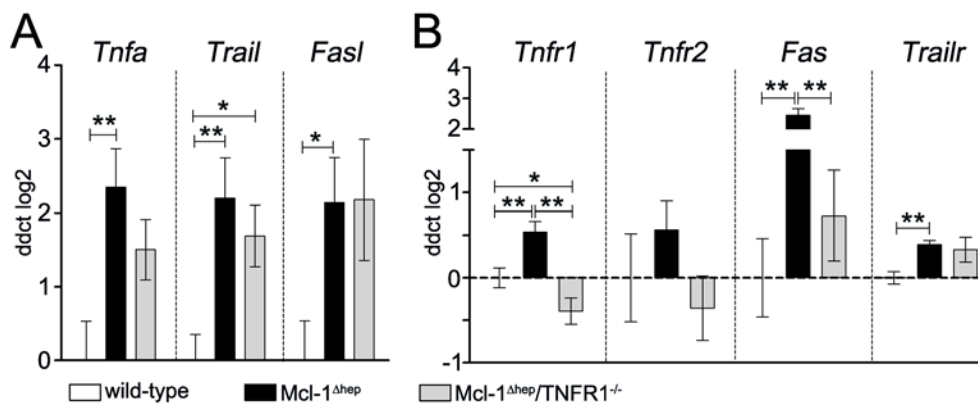 A
Tnfa Trail Fasl
ddct log2
4
3
2
1
0
** ** * *
B
Tnfr1 Tnfr2 Fas Trailr
ddct log2
4
3
2
1
0
-1
* ** ** ** ** **
wild-type Mcl-1Δhep Mcl-1Δhep/TNFR1-/-